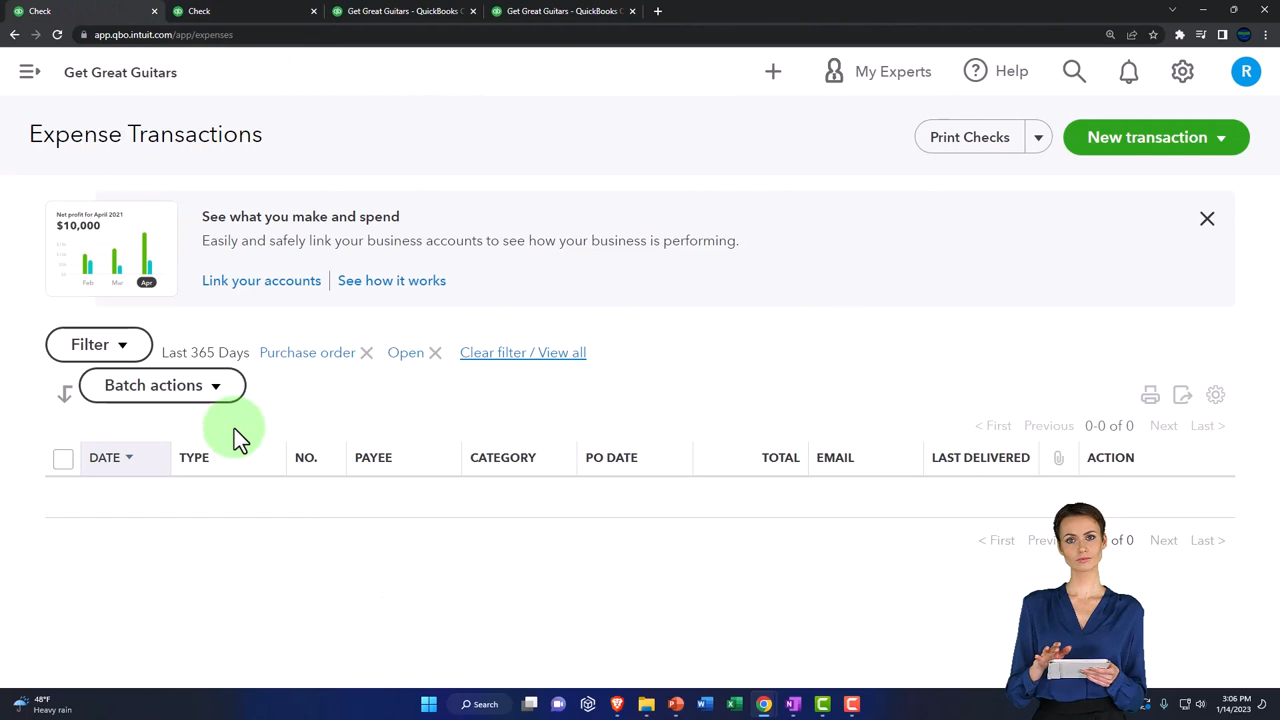 Check
Check
Get Great Guitars - QuickBooks
Get Great Guitars - QuickBooks
app.qbo.intuit.com/app/expenses
Get Great Guitars
My Experts
Help
R
Expense Transactions
Print Checks
New transaction
Net profit for April 2021
$10,000
Feb Mar Apr
See what you make and spend
Easily and safely link your business accounts to see how your business is performing.
Link your accounts
See how it works
Filter
Last 365 Days
Purchase order
Open
Clear filter / View all
Batch actions
< First Previous 0-0 of 0 Next Last >
DATE TYPE NO. PAYEE CATEGORY PO DATE TOTAL EMAIL LAST DELIVERED ACTION
< First of 0 Next Last >
48°F
Heavy rain
Search
3:06 PM
1/14/2023